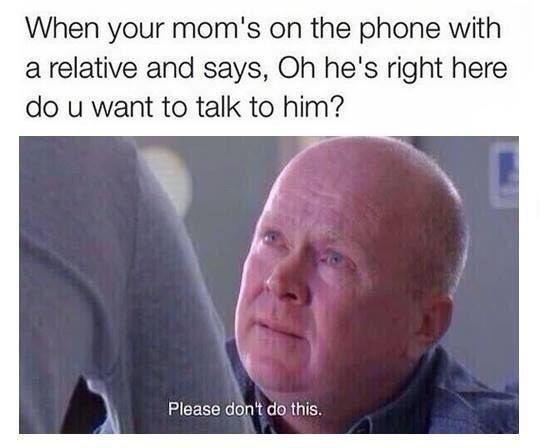 When your mom's on the phone with
a relative and says, Oh he's right here
do u want to talk to him?
Please don't do this.